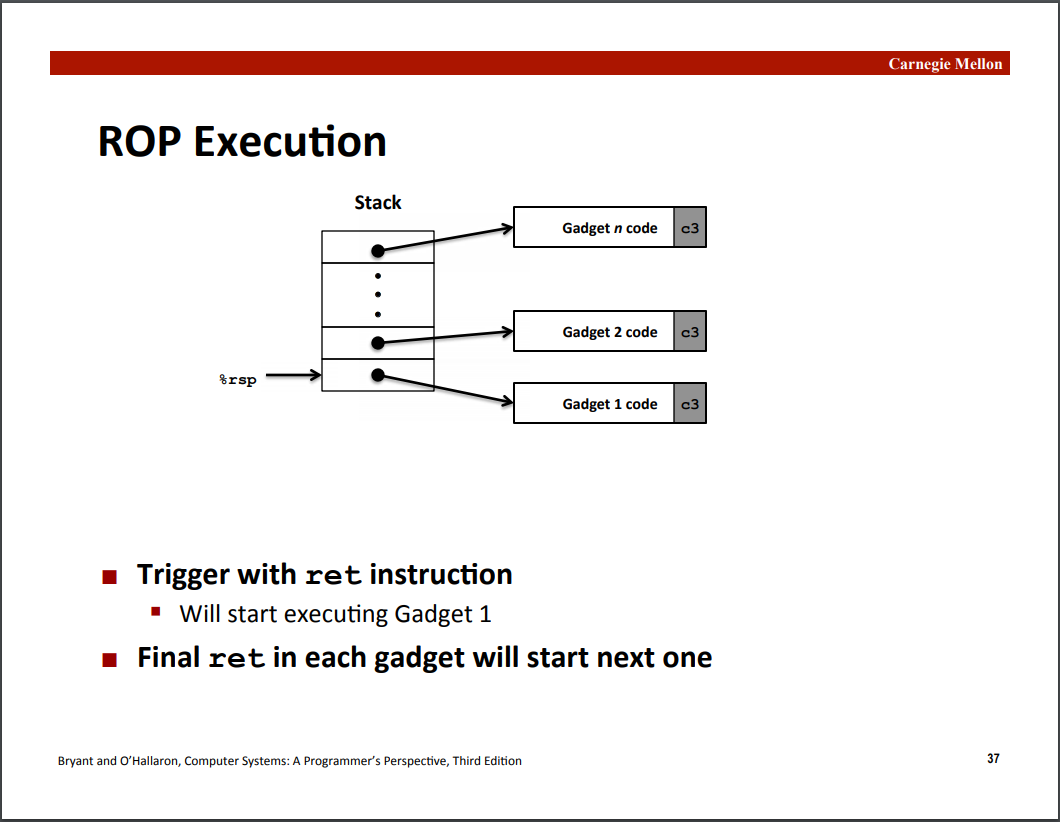 Carnegie Mellon
ROP Execution
Stack
Gadget n code c3
Gadget 2 code c3
%rsp
Gadget 1 code c3
Trigger with ret instruction
Will start executing Gadget 1
Final ret in each gadget will start next one
Bryant and O’Hallaron, Computer Systems: A Programmer’s Perspective, Third Edition
37